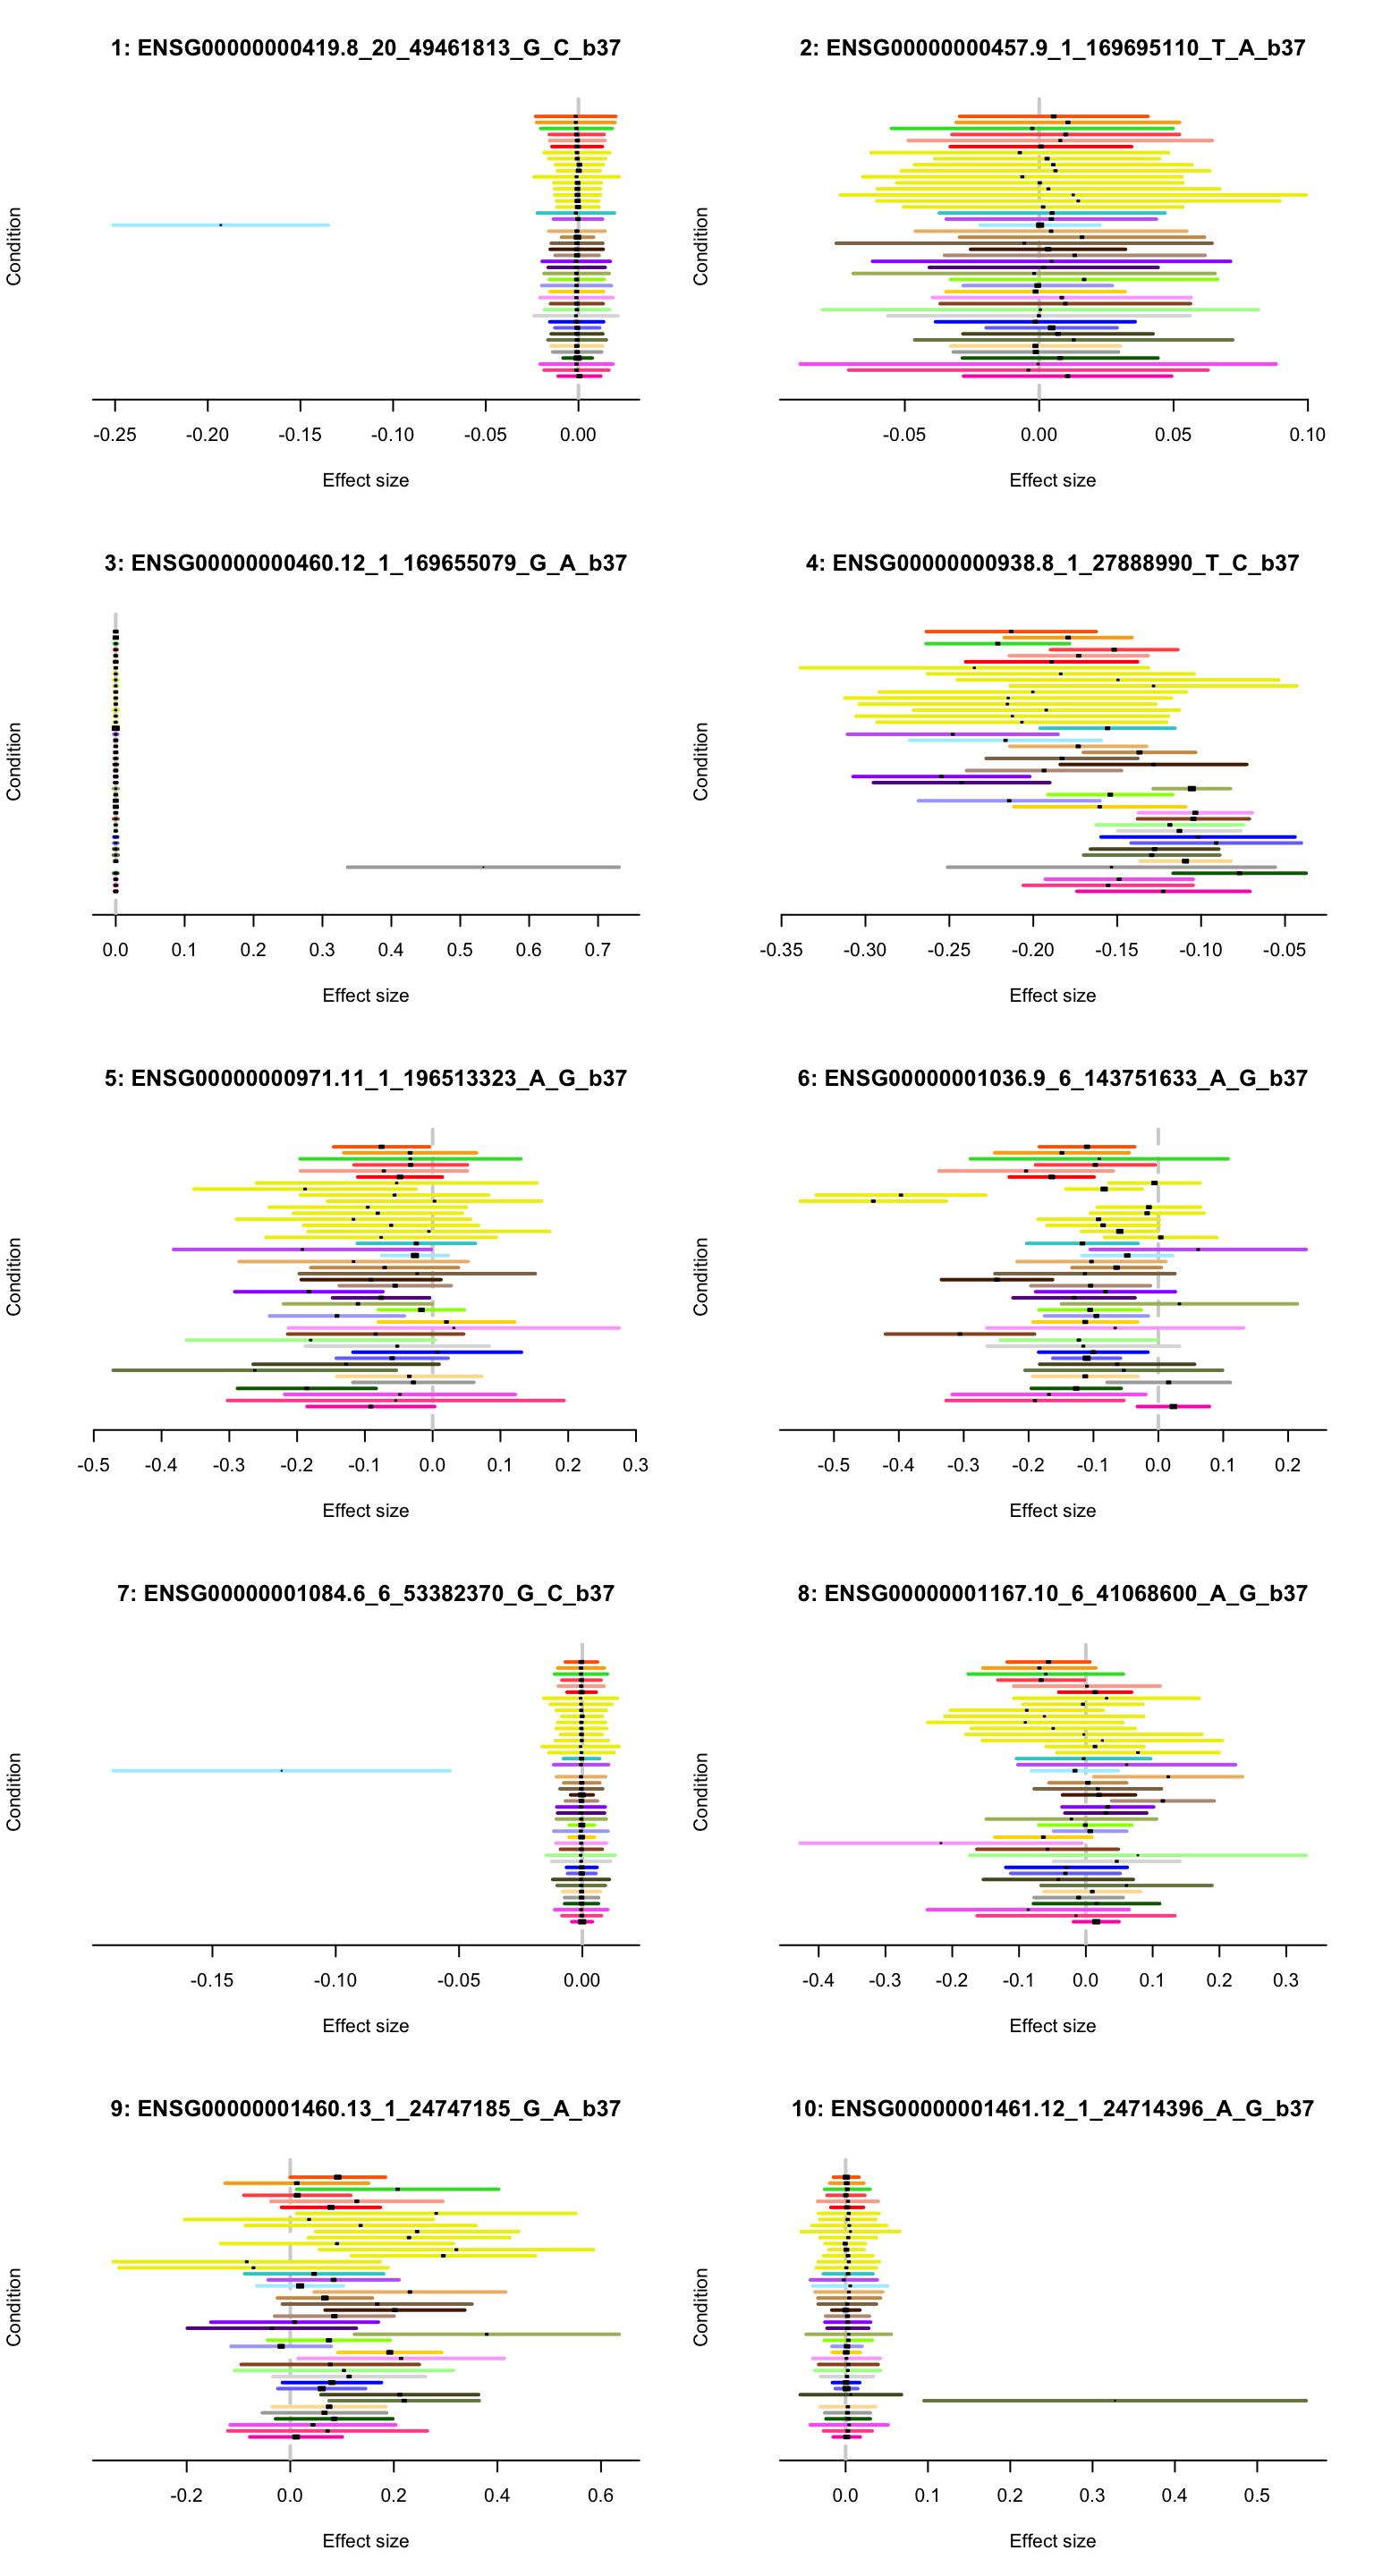 1: ENSG00000000419.8_20_49461813_G_C_b37
Condition
-0.25 -0.20 -0.15 -0.10 -0.05 0.00
Effect size
2: ENSG00000000457.9_1_169695110_T_A_b37
Condition
-0.05 0.00 0.05 0.10
Effect size
3: ENSG00000000460.12_1_169655079_G_A_b37
Condition
0.0 0.1 0.2 0.3 0.4 0.5 0.6 0.7
Effect size
4: ENSG00000000938.8_1_27888990_T_C_b37
Condition
-0.35 -0.30 -0.25 -0.20 -0.15 -0.10 -0.05
Effect size
5: ENSG00000000971.11_1_196513323_A_G_b37
Condition
-0.5 -0.4 -0.3 -0.2 -0.1 0.0 0.1 0.2 0.3
Effect size
6: ENSG00000001036.9_6_143751633_A_G_b37
Condition
-0.5 -0.4 -0.3 -0.2 -0.1 0.0 0.1 0.2
Effect size
7: ENSG00000001084.6_6_53382370_G_C_b37
Condition
-0.15 -0.10 -0.05 0.00
Effect size
8: ENSG00000001167.10_6_41068600_A_G_b37
Condition
-0.4 -0.3 -0.2 -0.1 0.0 0.1 0.2 0.3
Effect size
9: ENSG00000001460.13_1_24747185_G_A_b37
Condition
-0.2 0.0 0.2 0.4 0.6
Effect size
10: ENSG00000001461.12_1_24714396_A_G_b37
Condition
0.0 0.1 0.2 0.3 0.4 0.5
Effect size